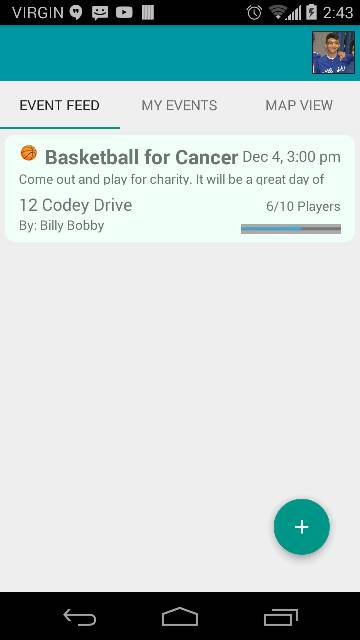 VIRGIN 2:43
EVENT FEED MY EVENTS MAP VIEW
Basketball for Cancer Dec 4, 3:00 pm
Come out and play for charity. It will be a great day of
12 Codey Drive 6/10 Players
By: Billy Bobby
+